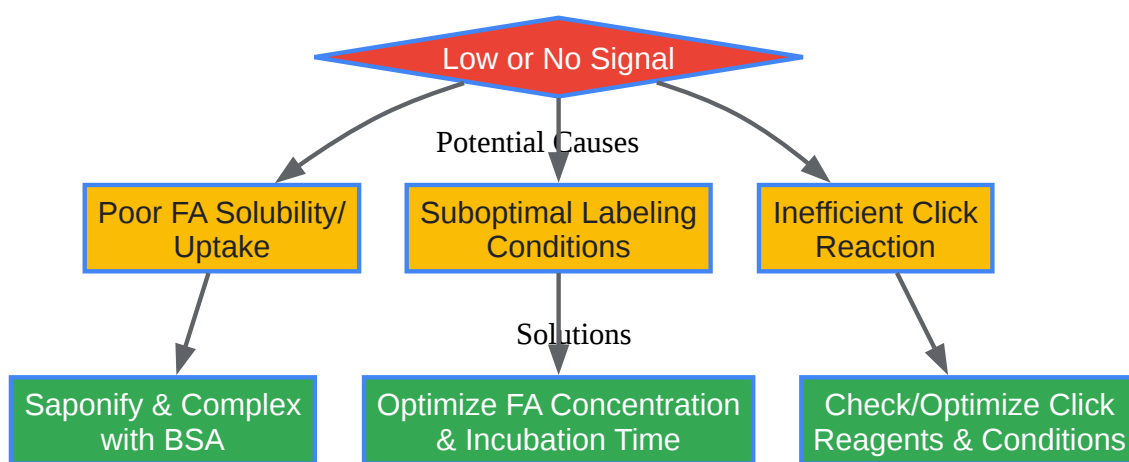 Low or No Signal
Potential Causes
Poor FA Solubility/
Uptake
Suboptimal Labeling
Conditions
Inefficient Click
Reaction
Solutions
Saponify & Complex
with BSA
Optimize FA Concentration
& Incubation Time
Check/Optimize Click
Reagents & Conditions